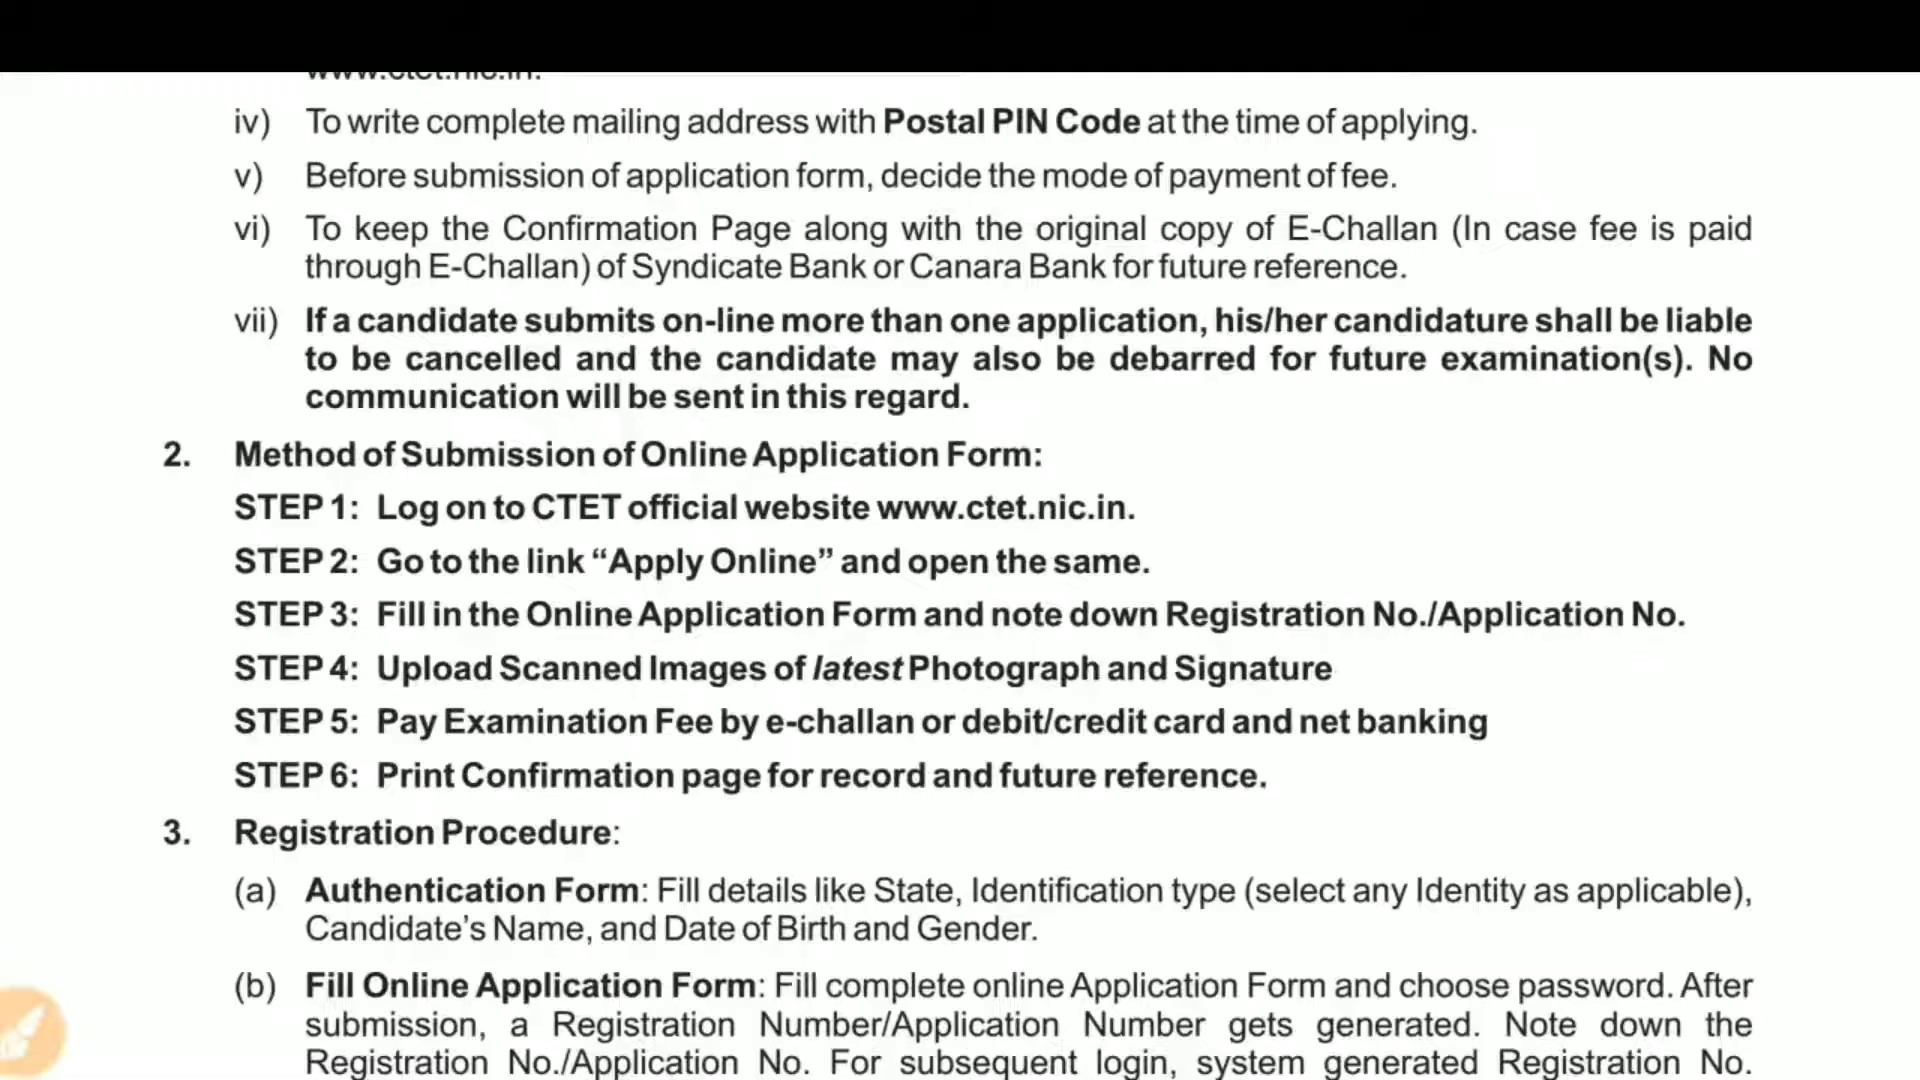 www.ctet.nic.in.
iv) To write complete mailing address with Postal PIN Code at the time of applying.
v) Before submission of application form, decide the mode of payment of fee.
vi) To keep the Confirmation Page along with the original copy of E-Challan (In case fee is paid
through E-Challan) of Syndicate Bank or Canara Bank for future reference.
vii) If a candidate submits on-line more than one application, his/her candidature shall be liable
to be cancelled and the candidate may also be debarred for future examination(s). No
communication will be sent in this regard.
2. Method of Submission of Online Application Form:
STEP 1: Log on to CTET official website www.ctet.nic.in.
STEP 2: Go to the link “Apply Online” and open the same.
STEP 3: Fill in the Online Application Form and note down Registration No./Application No.
STEP 4: Upload Scanned Images of latest Photograph and Signature
STEP 5: Pay Examination Fee by e-challan or debit/credit card and net banking
STEP 6: Print Confirmation page for record and future reference.
3. Registration Procedure:
(a) Authentication Form: Fill details like State, Identification type (select any Identity as applicable),
Candidate’s Name, and Date of Birth and Gender.
(b) Fill Online Application Form: Fill complete online Application Form and choose password. After
submission, a Registration Number/Application Number gets generated. Note down the
Registration No./Application No. For subsequent login, system generated Registration No.